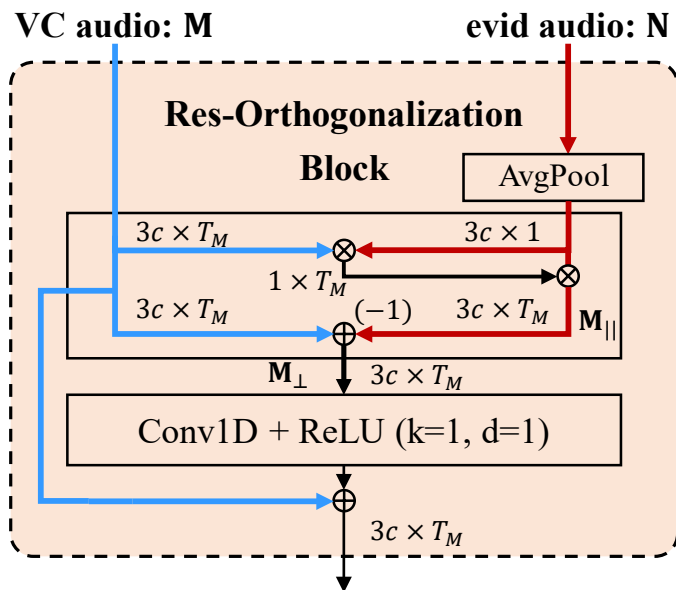 VC audio: M
evid audio: N
Res-Orthogonalization
Block
AvgPool
3c × T_M
3c × 1
1 × T_M
3c × T_M
(−1)
3c × T_M
M_||
M_⊥
3c × T_M
Conv1D + ReLU (k=1, d=1)
3c × T_M